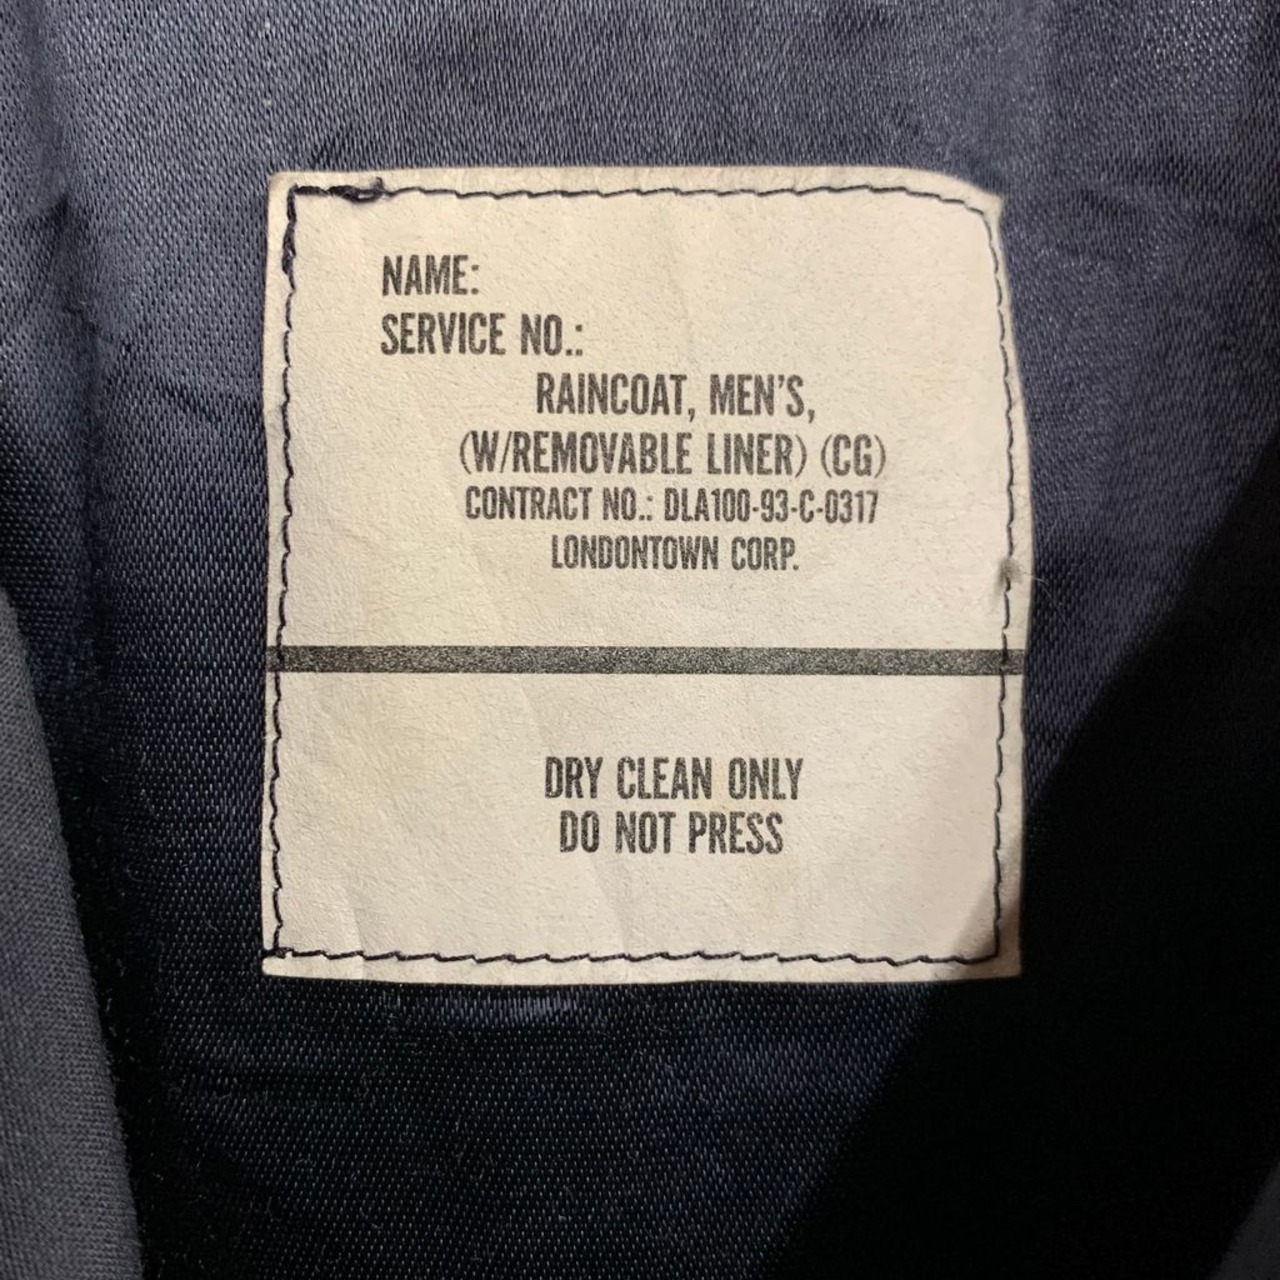 NAME:
SERVICE NO.:
RAINCOAT, MEN'S,
(W/REMOVABLE LINER) (CG)
CONTRACT NO.: DLA100-93-C-0317
LONDONTOWN CORP.
DRY CLEAN ONLY
DO NOT PRESS